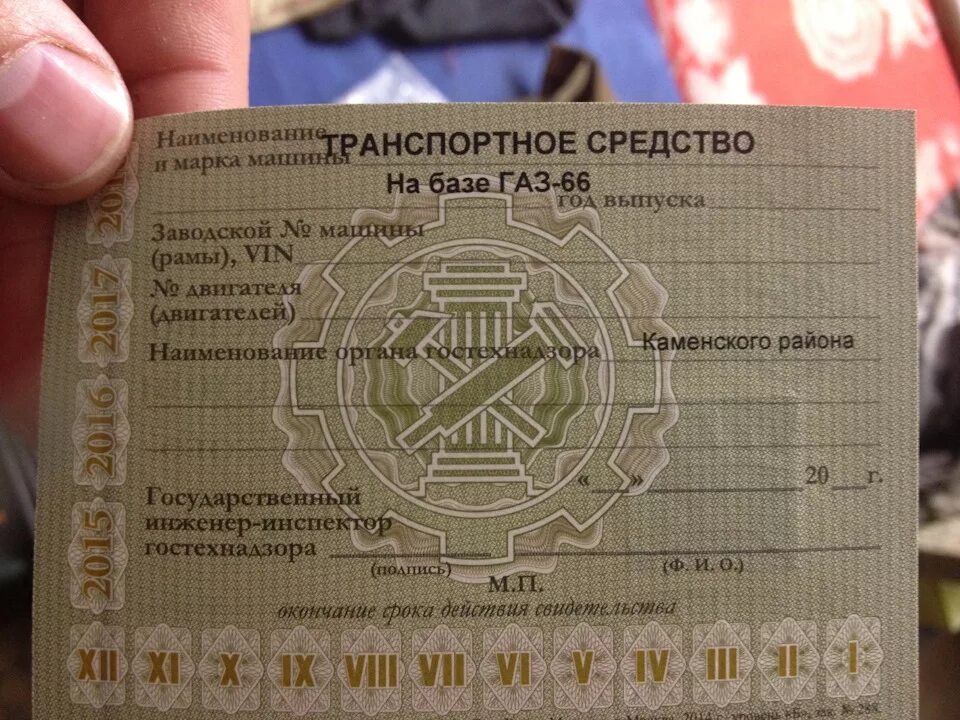 Наименование
ТРАНСПОРТНОЕ СРЕДСТВО
и марка машины
На базе ГАЗ-66
год выпуска
Заводской № машины
(рамы), VIN
№ двигателя
(двигателей)
Наименование органа гостехнадзора
Каменского района
« » 20 г.
Государственный
инженер-инспектор
гостехнадзора
(подпись)
(Ф. И. О.)
М.П.
окончание срока действия свидетельства
20
2017
2016
2015
XII XI X IX VIII VII VI V IV III II I